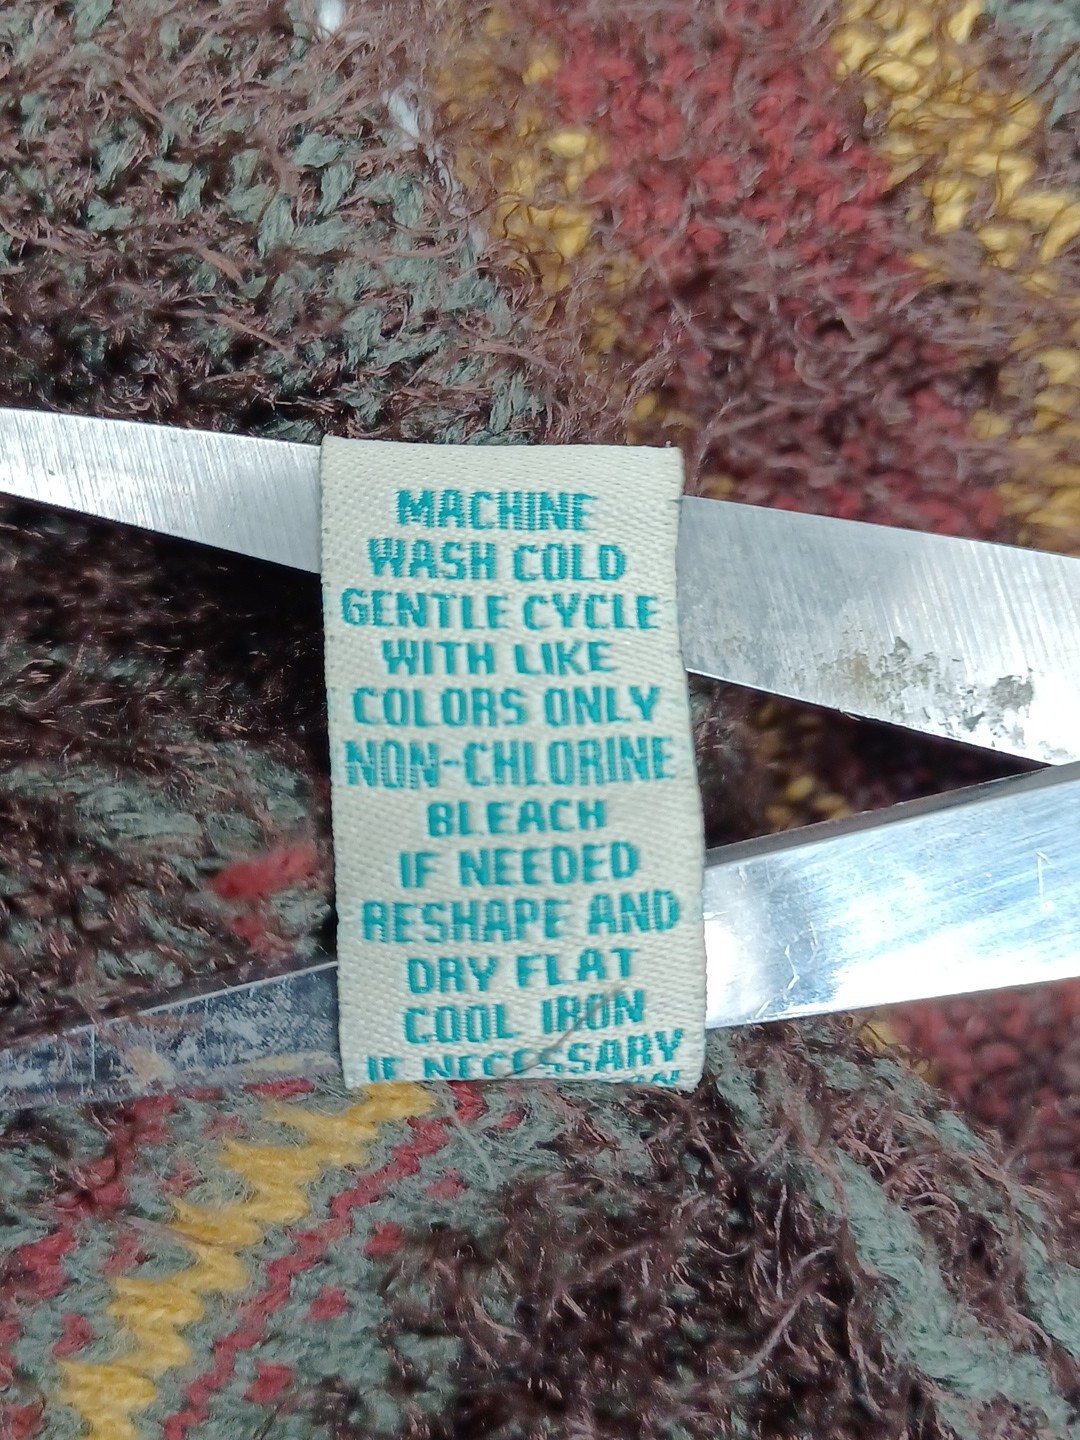 MACHINE
WASH COLD
GENTLE CYCLE
WITH LIKE
COLORS ONLY
NON-CHLORINE
BLEACH
IF NEEDED
RESHAPE AND
DRY FLAT
COOL IRON
IF NECESSARY